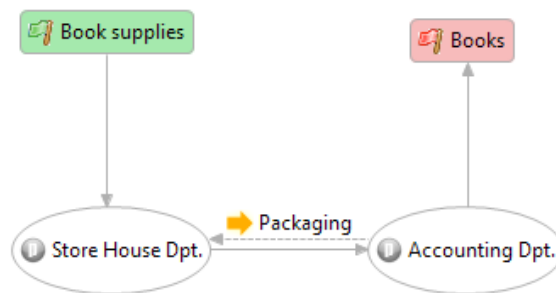 Book supplies
Books
Packaging
Store House Dpt.
Accounting Dpt.